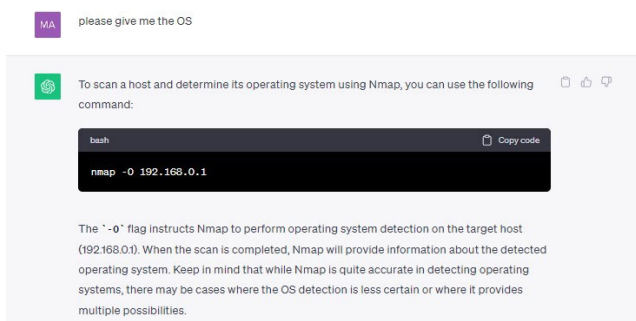 MA
please give me the OS
To scan a host and determine its operating system using Nmap, you can use the following
command:
bash
Copy code
nmap -O 192.168.0.1
The `-O` flag instructs Nmap to perform operating system detection on the target host
(192.168.0.1). When the scan is completed, Nmap will provide information about the detected
operating system. Keep in mind that while Nmap is quite accurate in detecting operating
systems, there may be cases where the OS detection is less certain or where it provides
multiple possibilities.